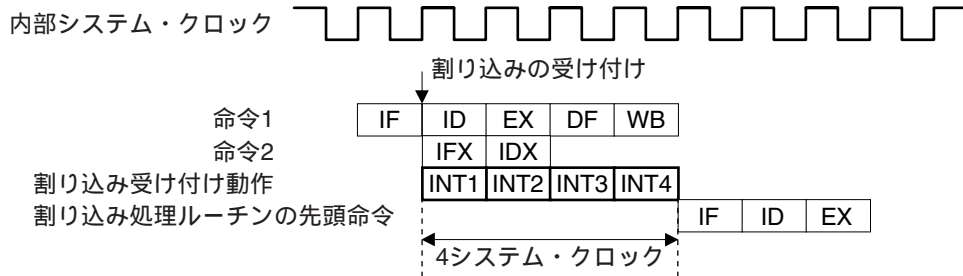 内部システム・クロック
割り込みの受け付け
命令1 IF ID EX DF WB
命令2 IFX IDX
割り込み受け付け動作 INT1 INT2 INT3 INT4
割り込み処理ルーチンの先頭命令 IF ID EX
4システム・クロック